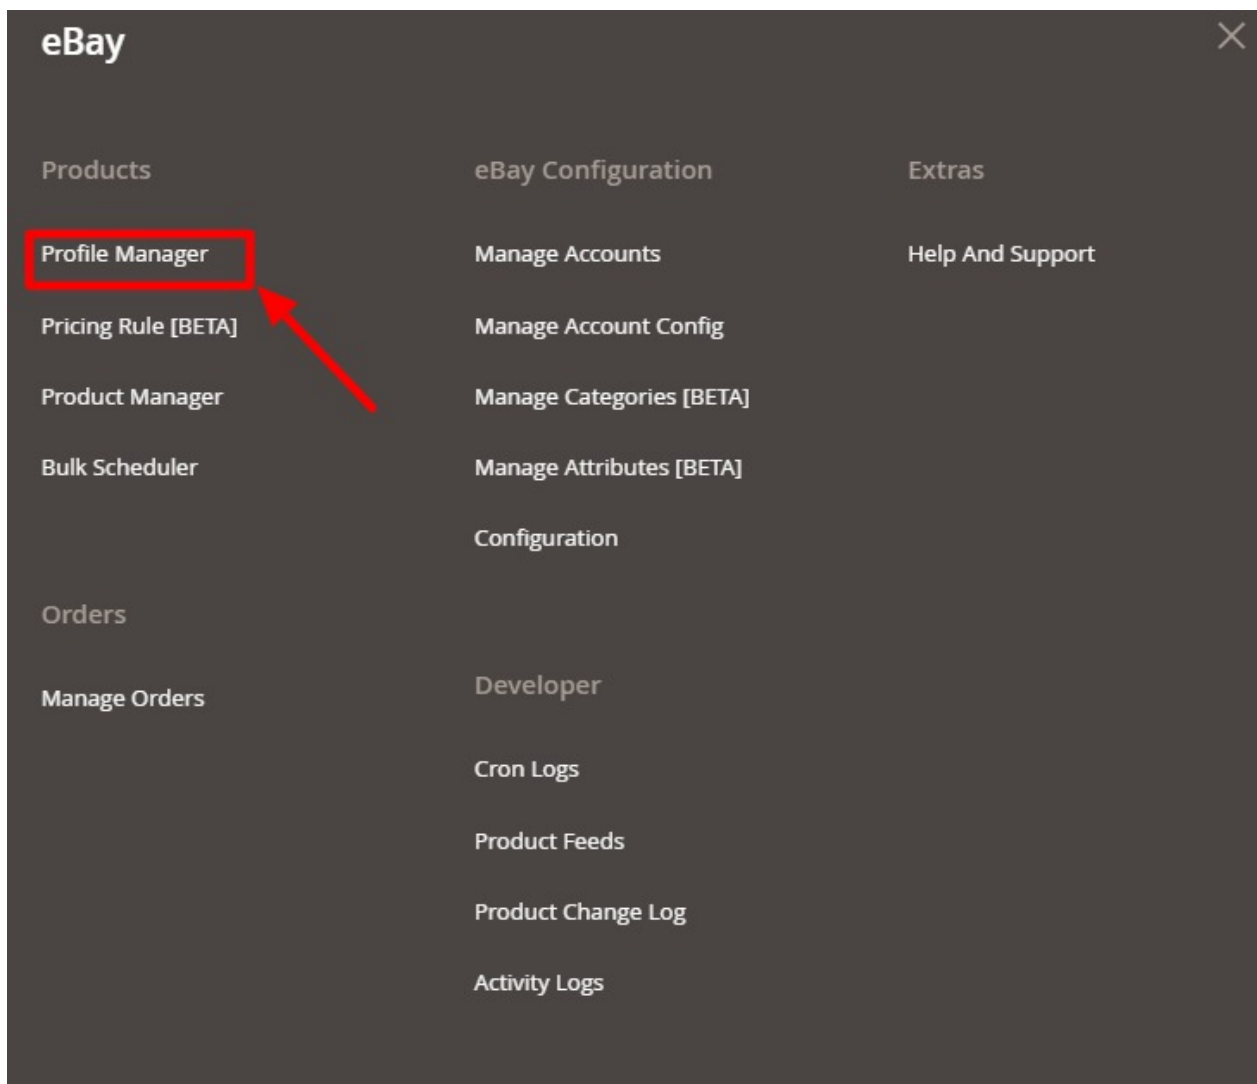 eBay
Products
Profile Manager
Pricing Rule [BETA]
Product Manager
Bulk Scheduler
Orders
Manage Orders
eBay Configuration
Manage Accounts
Manage Account Config
Manage Categories [BETA]
Manage Attributes [BETA]
Configuration
Developer
Cron Logs
Product Feeds
Product Change Log
Activity Logs
Extras
Help And Support